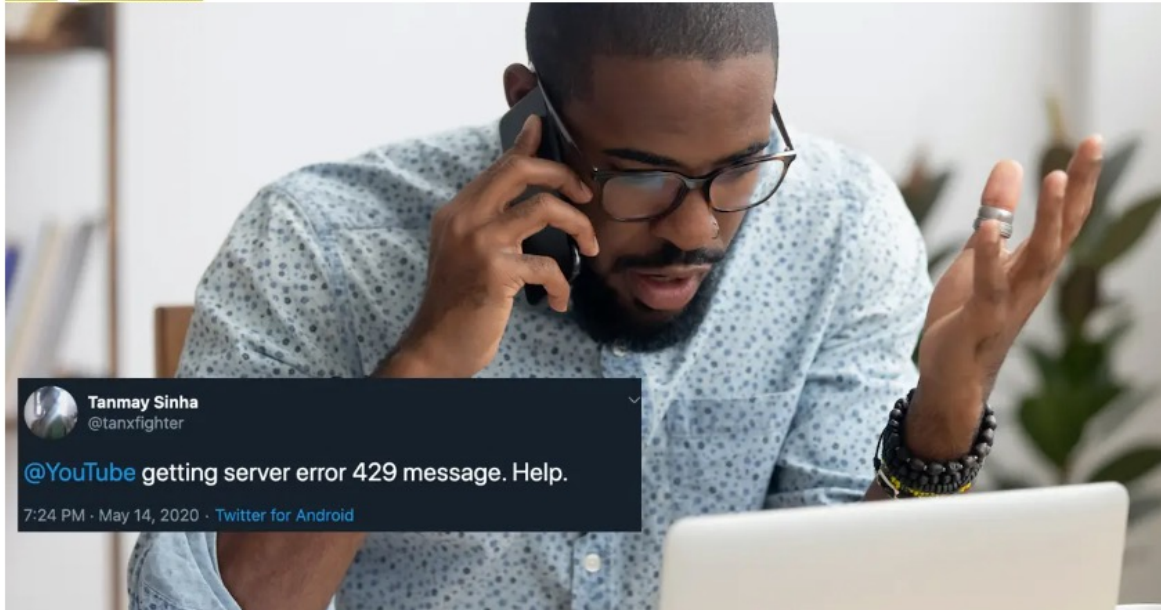 Tanmay Sinha
@tanxfighter
@YouTube getting server error 429 message. Help.
7:24 PM · May 14, 2020 · Twitter for Android